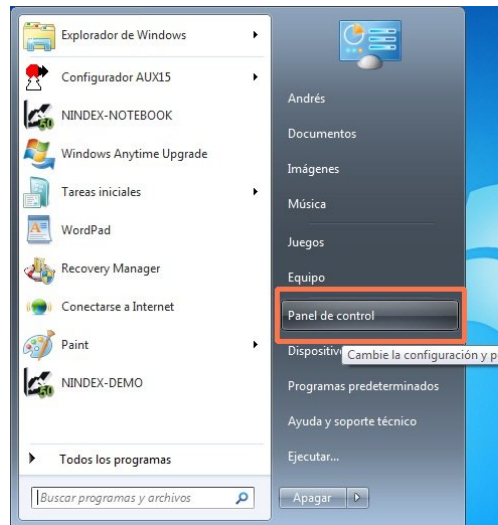 Explorador de Windows
Configurador AUX15
NINDEX-NOTEBOOK
Windows Anytime Upgrade
Tareas iniciales
WordPad
Recovery Manager
Conectarse a Internet
Paint
NINDEX-DEMO
Todos los programas
Buscar programas y archivos
Andrés
Documentos
Imágenes
Música
Juegos
Equipo
Panel de control
Dispositiv
Cambie la configuración y p
Programas predeterminados
Ayuda y soporte técnico
Ejecutar...
Apagar